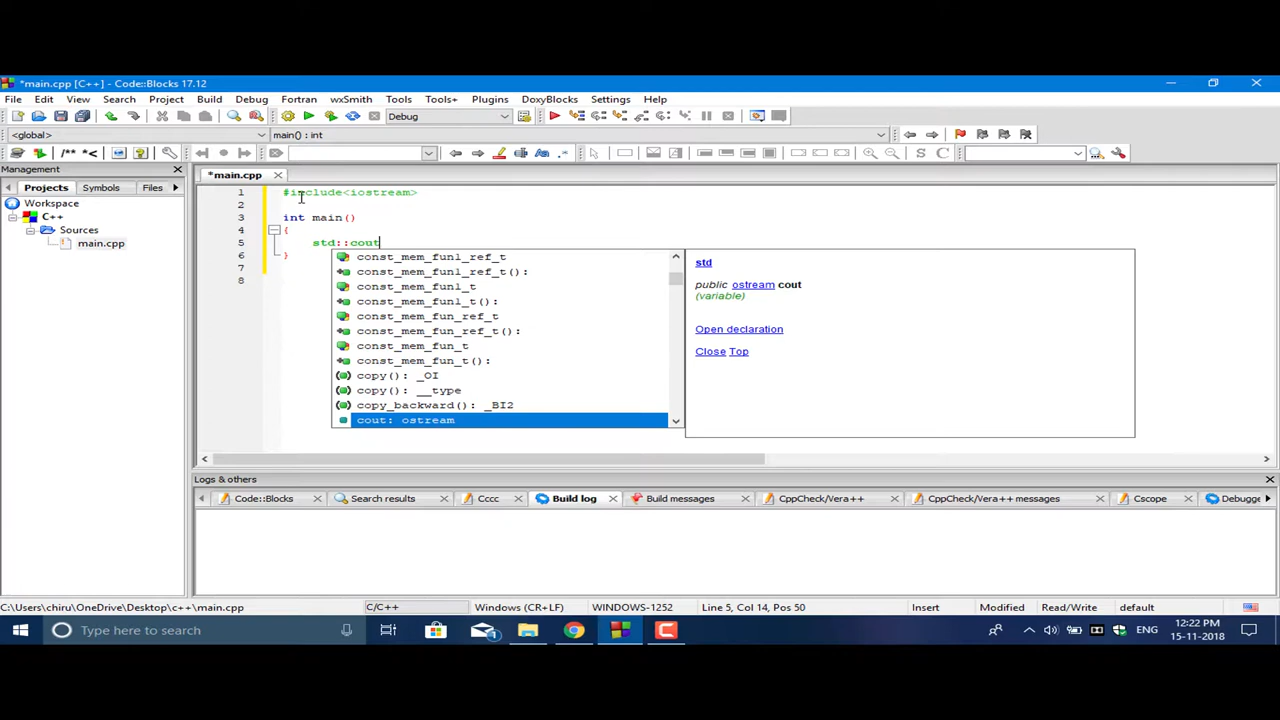 *main.cpp [C++] - Code::Blocks 17.12
File Edit View Search Project Build Debug Fortran wxSmith Tools Tools+ Plugins DoxyBlocks Settings Help
Debug
<global> main() : int
/** *<
Aa .* S C
Management
*main.cpp
Projects Symbols Files
Workspace
C++
Sources
main.cpp
1 #include<iostream>
2
3 int main()
4 {
5 std::cout
6 }
7
8
const_mem_fun1_ref_t
const_mem_fun1_ref_t():
const_mem_fun1_t
const_mem_fun1_t():
const_mem_fun_ref_t
const_mem_fun_ref_t():
const_mem_fun_t
const_mem_fun_t():
copy(): _OI
copy(): __type
copy_backward(): _BI2
cout: ostream
std
public ostream cout
(variable)
Open declaration
Close Top
Logs & others
Code::Blocks Search results Cccc Build log Build messages CppCheck/Vera++ CppCheck/Vera++ messages Cscope Debugge
C:\Users\chiru\OneDrive\Desktop\c++\main.cpp C/C++ Windows (CR+LF) WINDOWS-1252 Line 5, Col 14, Pos 50 Insert Modified Read/Write default
Type here to search
1
ENG
12:22 PM
15-11-2018